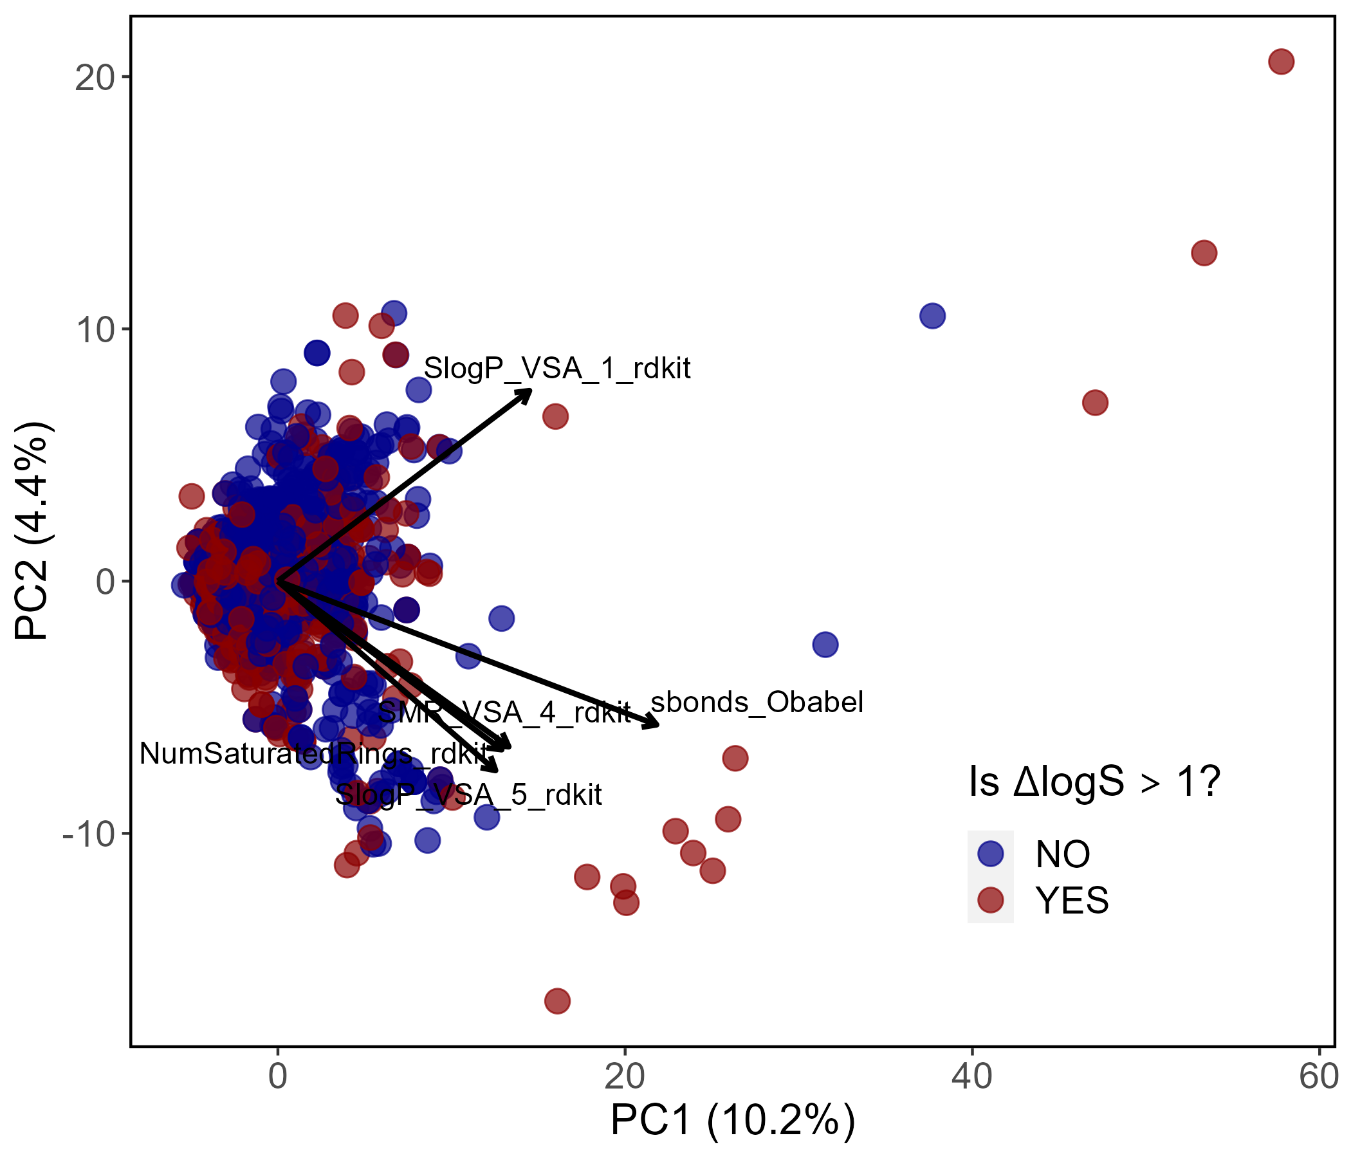 20
10
0
-10
PC2 (4.4%)
SlogP_VSA_1_rdkit
sbonds_Obabel
SMR_VSA_4_rdkit
NumSaturatedRings_rdkit
SlogP_VSA_5_rdkit
Is ΔlogS > 1?
NO
YES
0
20
40
60
PC1 (10.2%)